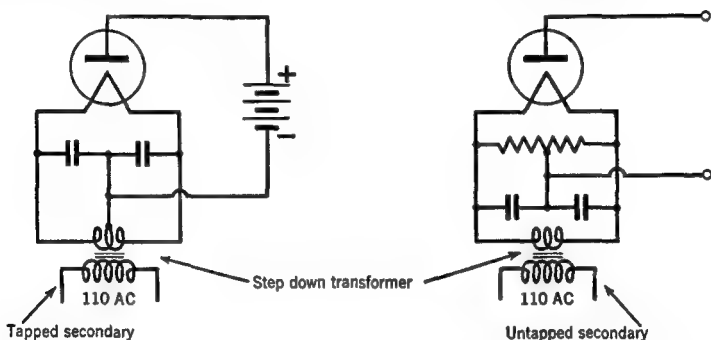 +
−
Step down transformer
110 AC
110 AC
Tapped secondary
Untapped secondary